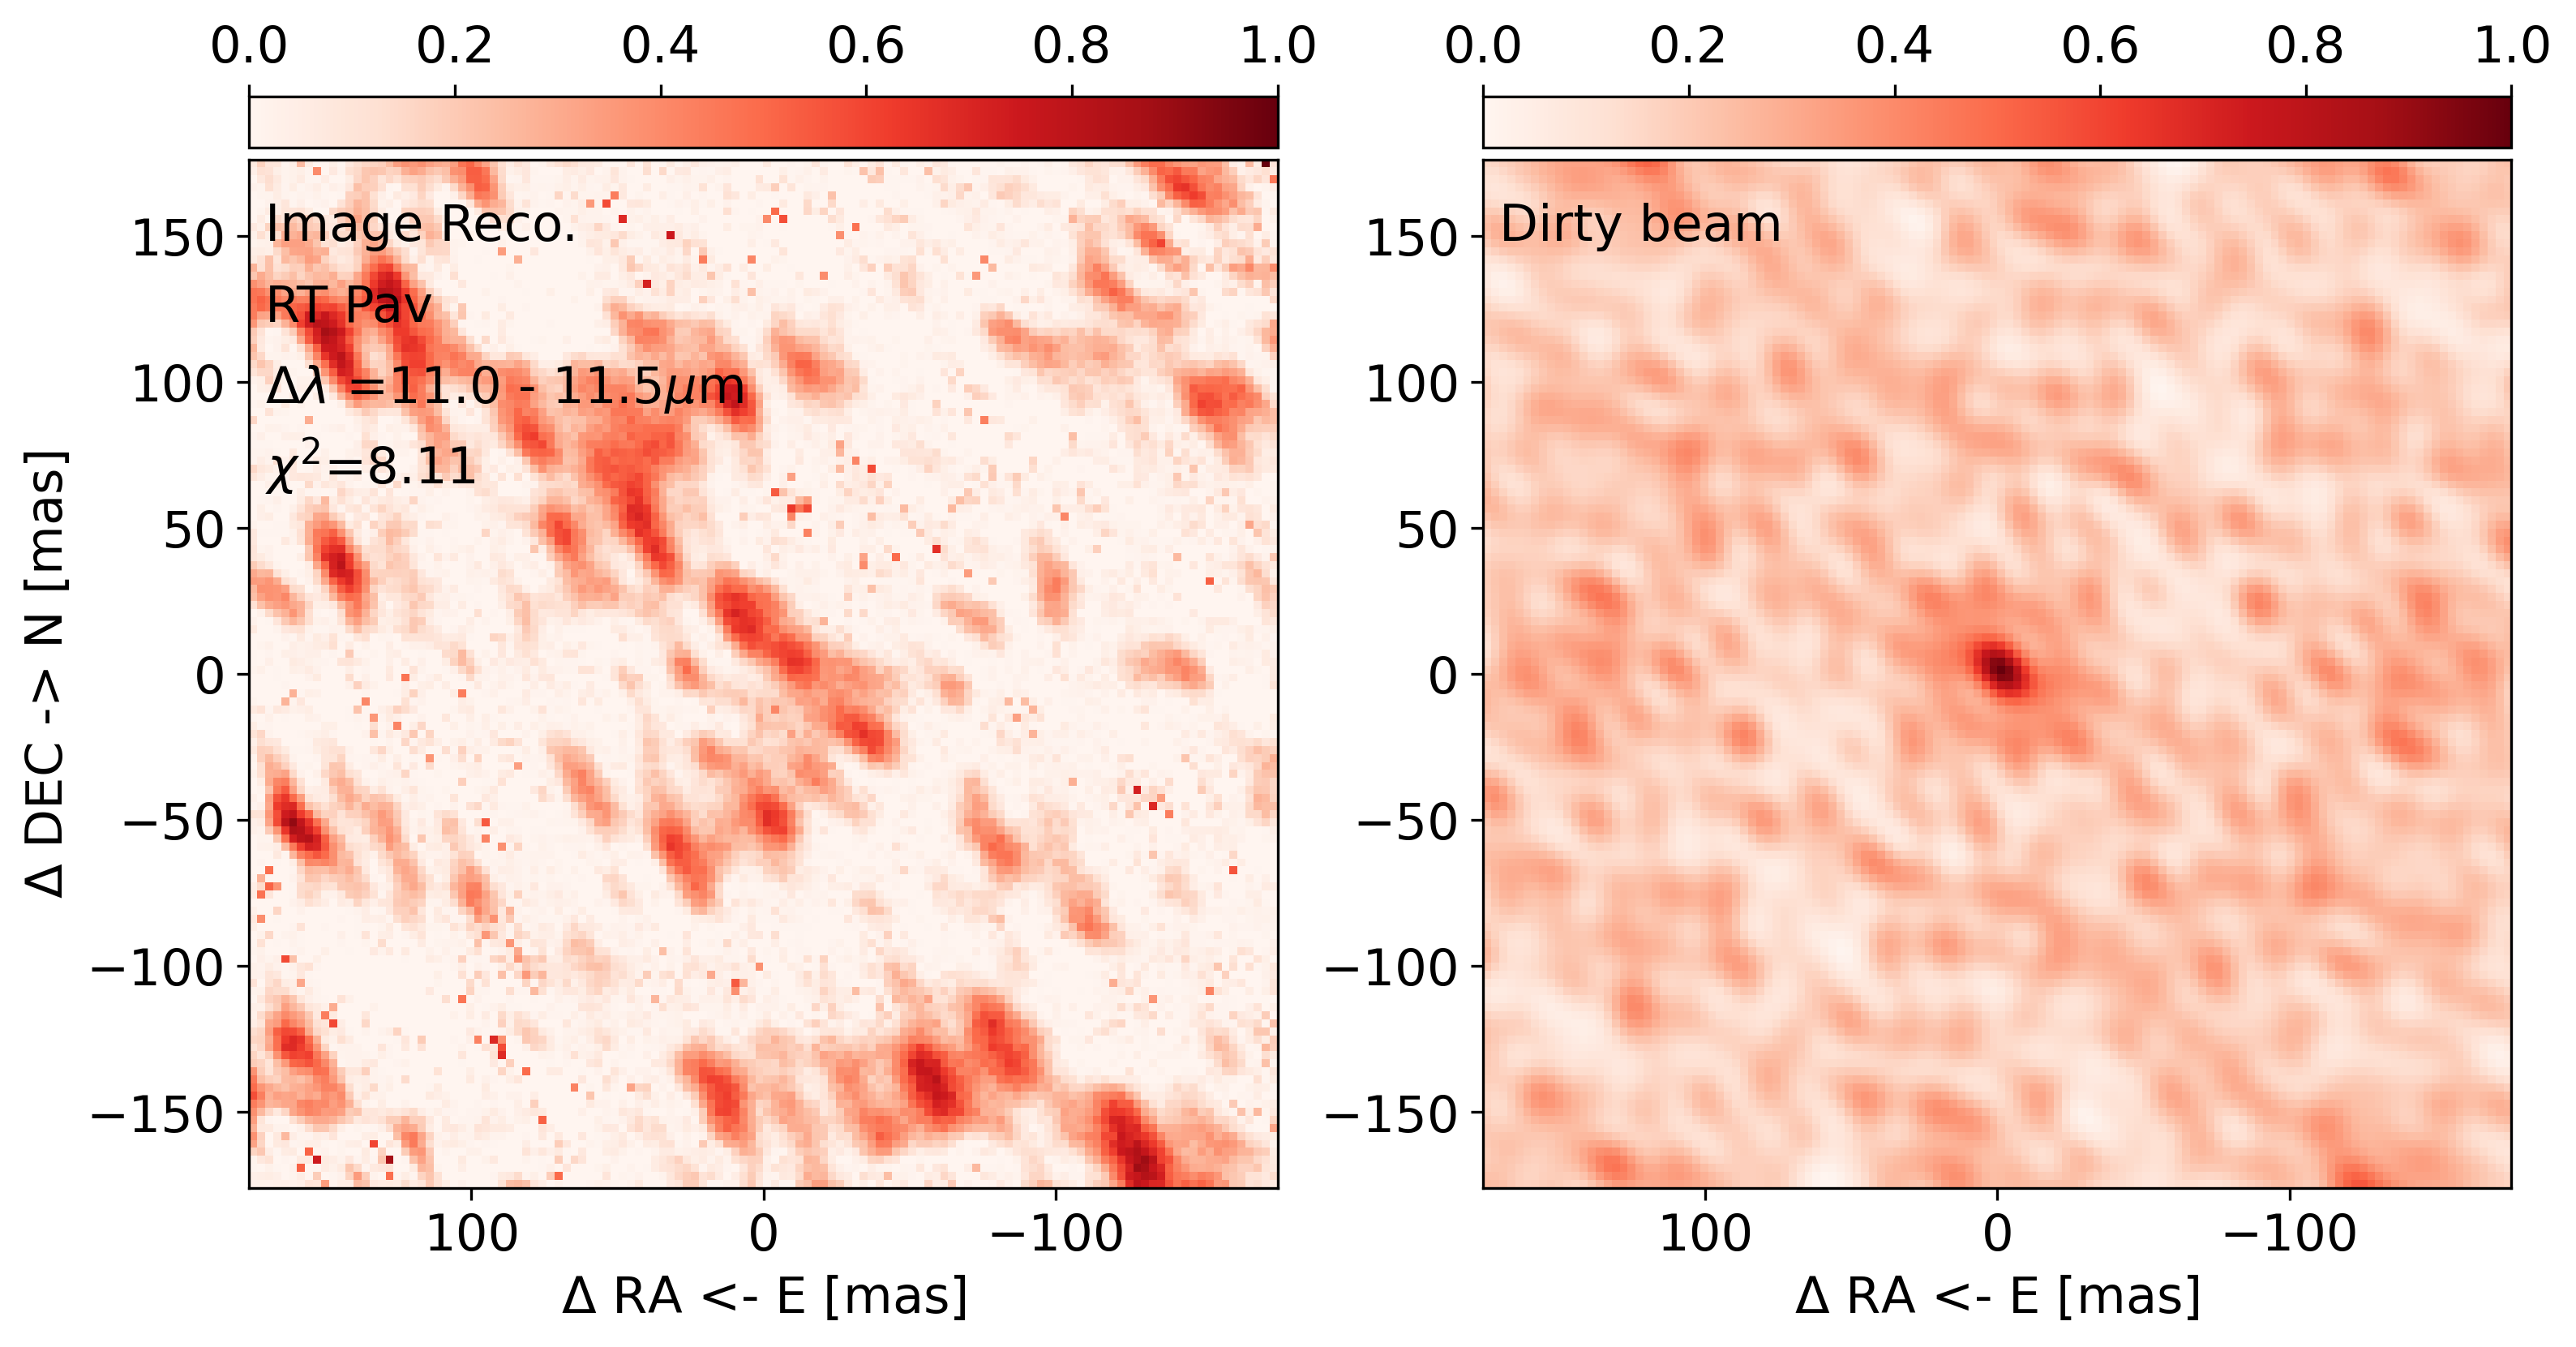 0.0 0.2 0.4 0.6 0.8 1.0
0.0 0.2 0.4 0.6 0.8 1.0
Image Reco.
RT Pav
Δλ =11.0 - 11.5μm
χ²=8.11
Dirty beam
150
100
50
0
−50
−100
−150
150
100
50
0
−50
−100
−150
Δ DEC -> N [mas]
100 0 −100
100 0 −100
Δ RA <- E [mas]
Δ RA <- E [mas]